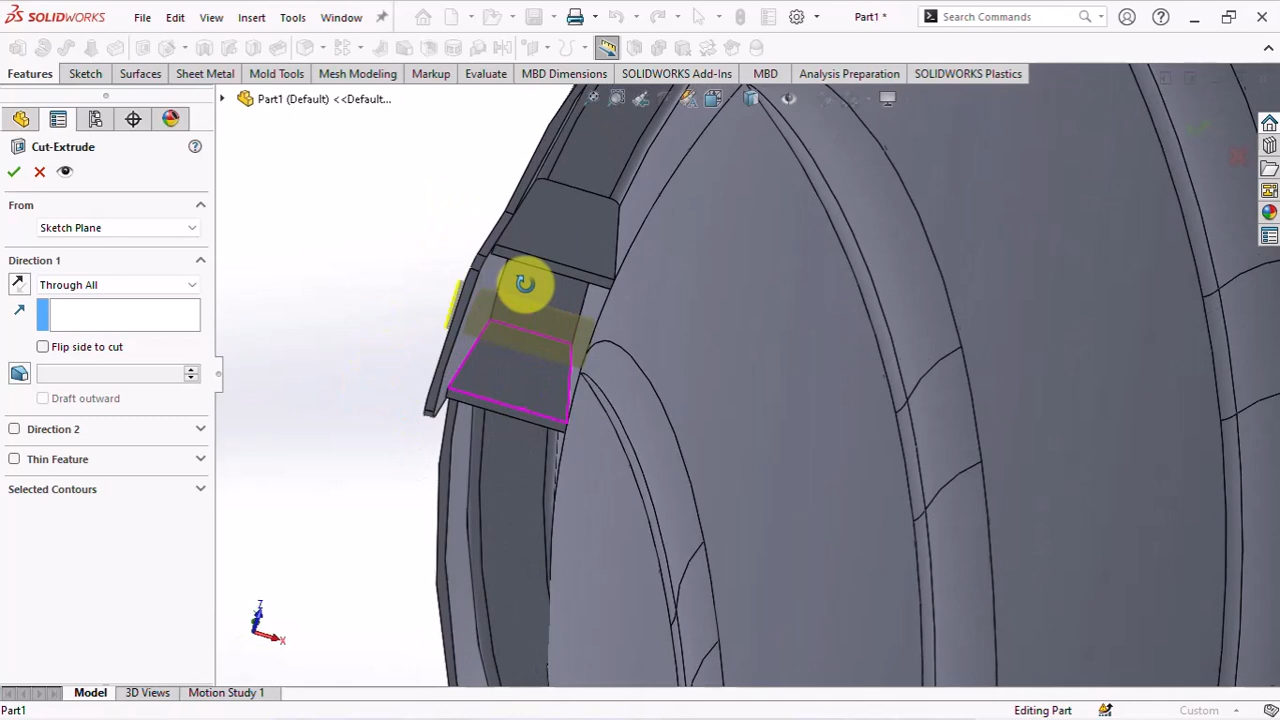 SOLIDWORKS File Edit View Insert Tools Window Part1 * Search Commands
Features Sketch Surfaces Sheet Metal Mold Tools Mesh Modeling Markup Evaluate MBD Dimensions SOLIDWORKS Add-Ins MBD Analysis Preparation SOLIDWORKS Plastics
Part1 (Default) <<Default...
Cut-Extrude
From
Sketch Plane
Direction 1
Through All
Flip side to cut
Draft outward
Direction 2
Thin Feature
Selected Contours
Z
X
Model 3D Views Motion Study 1
Part1 Editing Part Custom